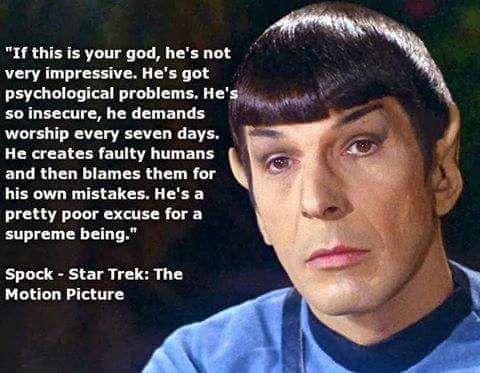 "If this is your god, he's not
very impressive. He's got
psychological problems. He's
so insecure, he demands
worship every seven days.
He creates faulty humans
and then blames them for
his own mistakes. He's a
pretty poor excuse for a
supreme being."
Spock - Star Trek: The
Motion Picture